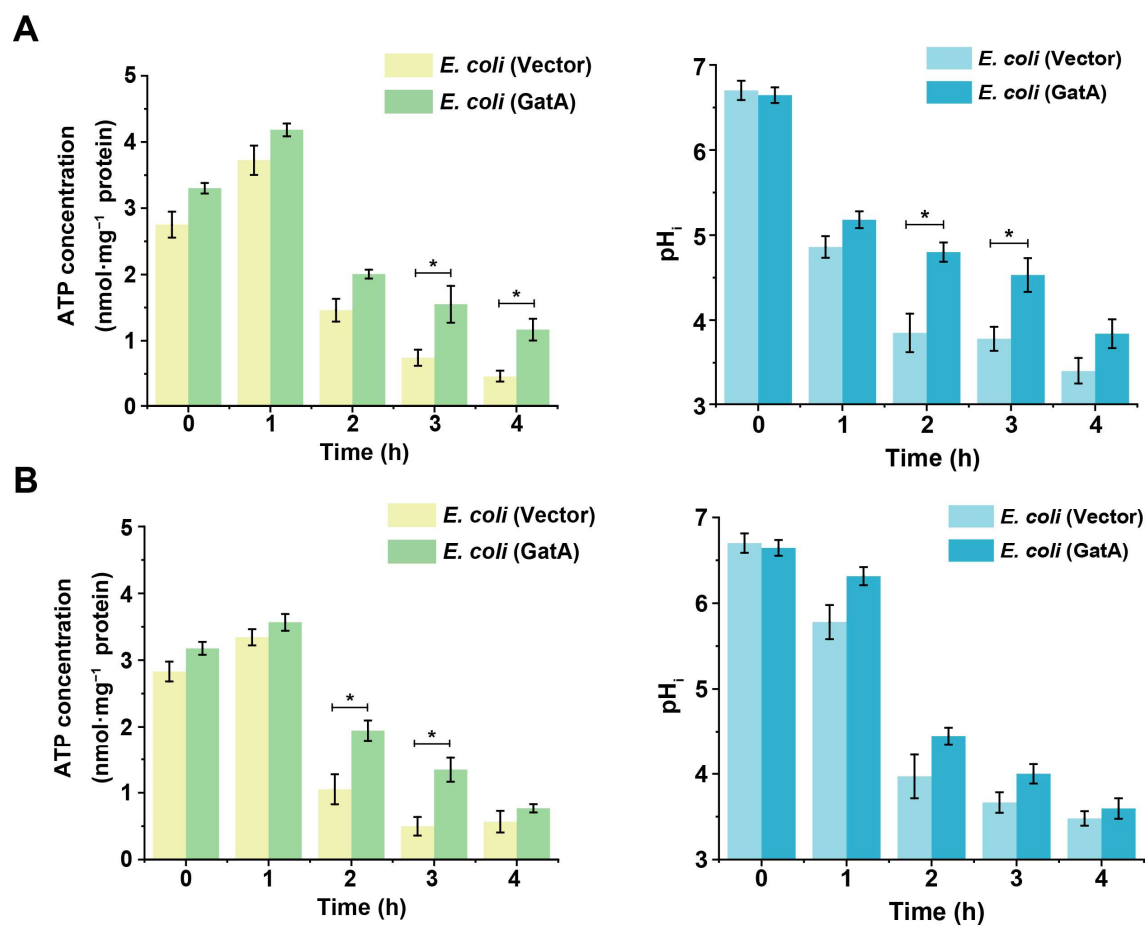 A
E. coli (Vector)
E. coli (GatA)
ATP concentration
(nmol·mg⁻¹ protein)
5
4
3
2
1
0
* *
0 1 2 3 4
Time (h)
E. coli (Vector)
E. coli (GatA)
pHᵢ
7
6
5
4
3
* *
0 1 2 3 4
Time (h)
B
E. coli (Vector)
E. coli (GatA)
ATP concentration
(nmol·mg⁻¹ protein)
5
4
3
2
1
0
* *
0 1 2 3 4
Time (h)
E. coli (Vector)
E. coli (GatA)
pHᵢ
7
6
5
4
3
0 1 2 3 4
Time (h)